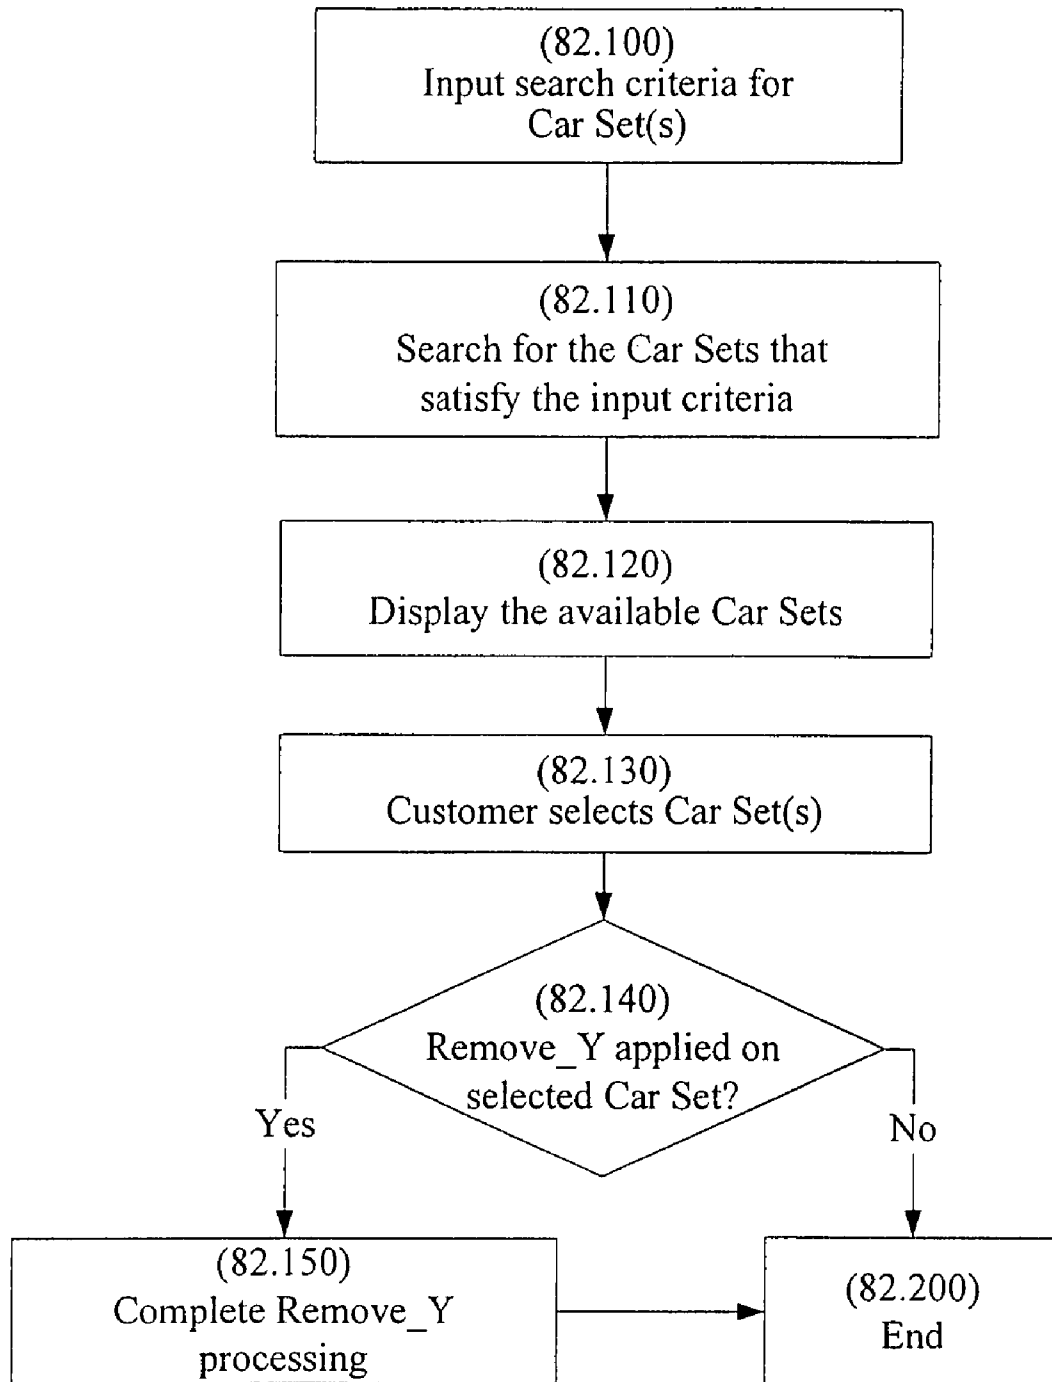 (82.100)
Input search criteria for
Car Set(s)
(82.110)
Search for the Car Sets that
satisfy the input criteria
(82.120)
Display the available Car Sets
(82.130)
Customer selects Car Set(s)
(82.140)
Remove_Y applied on
selected Car Set?
Yes
No
(82.150)
Complete Remove_Y
processing
(82.200)
End